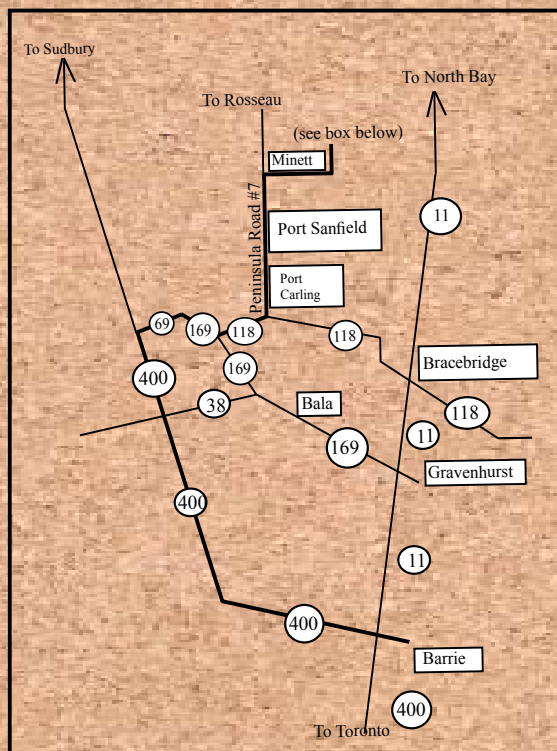 To Sudbury
To North Bay
To Rosseau
(see box below)
Minett
11
Peninsula Road #7
Port Sanfield
Port
Carling
69
169
118
118
400
169
Bracebridge
38
Bala
118
11
169
Gravenhurst
400
11
400
Barrie
400
To Toronto